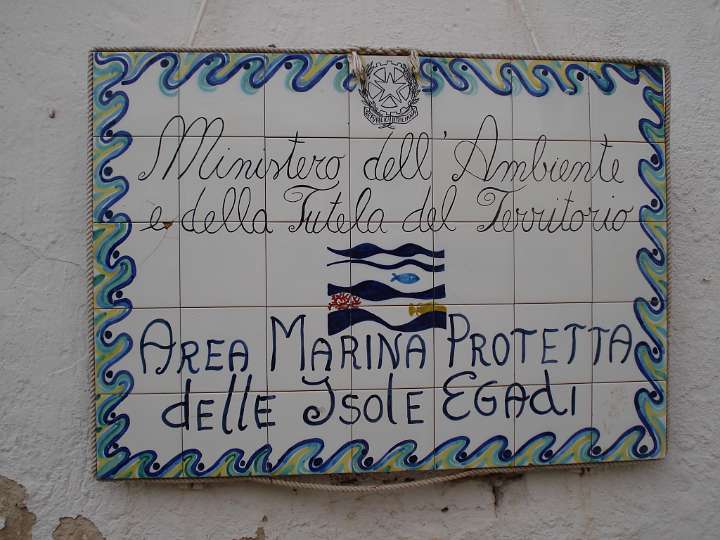 Ministero dell'Ambiente
e della Tutela del Territorio
AREA MARINA PROTETTA
delle Isole EGADI